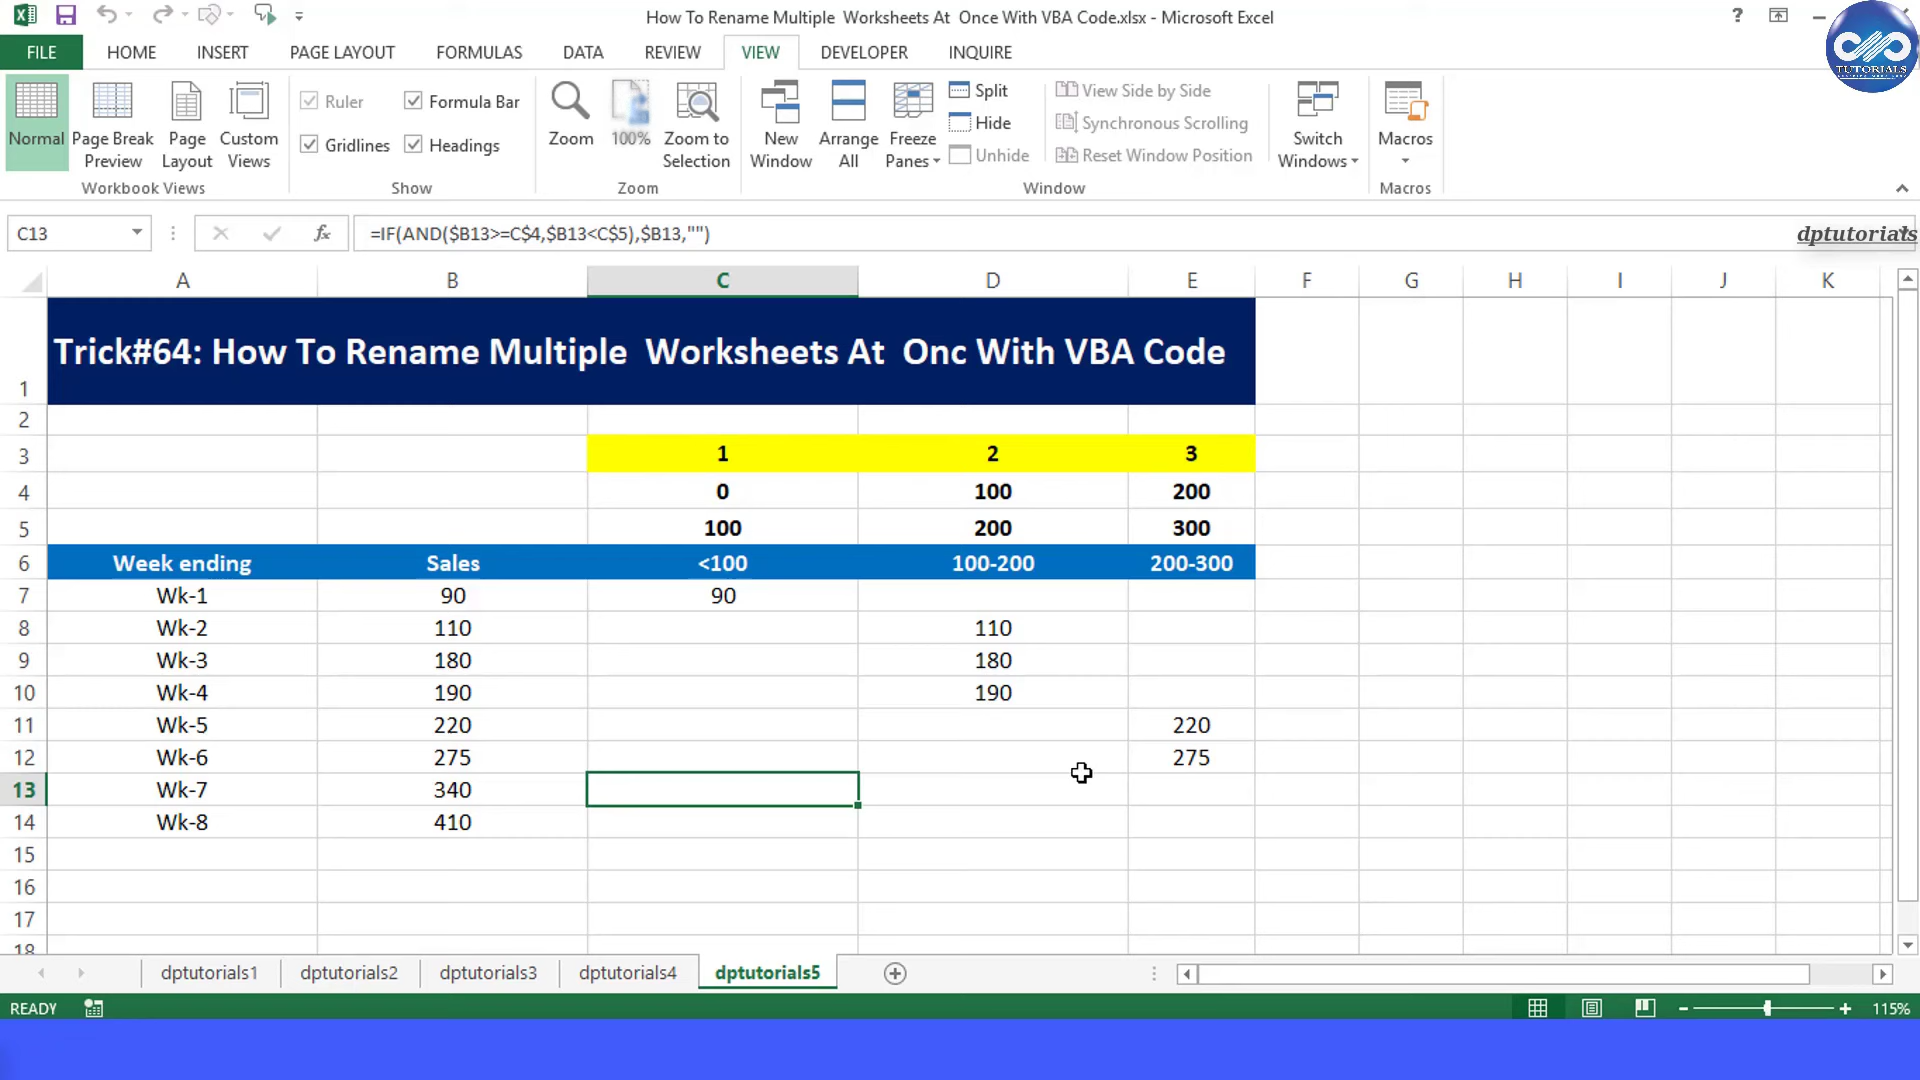 How To Rename Multiple  Worksheets At  Once With VBA Code.xlsx - Microsoft Excel
?
FILE HOME INSERT PAGE LAYOUT FORMULAS DATA REVIEW VIEW DEVELOPER INQUIRE
TUTORIALS
Normal
Page Break Preview
Page Layout
Custom Views
Workbook Views
Ruler
Formula Bar
Gridlines
Headings
Show
Zoom
100%
Zoom to Selection
Zoom
New Window
Arrange All
Freeze Panes
Split
Hide
Unhide
View Side by Side
Synchronous Scrolling
Reset Window Position
Window
Switch Windows
Macros
Macros
C13 fx =IF(AND($B13>=C$4,$B13<C$5),$B13,"")
dptutorials
A B C D E F G H I J K
1 Trick#64: How To Rename Multiple  Worksheets At  Onc With VBA Code
2
3 1 2 3
4 0 100 200
5 100 200 300
6 Week ending Sales <100 100-200 200-300
7 Wk-1 90 90
8 Wk-2 110 110
9 Wk-3 180 180
10 Wk-4 190 190
11 Wk-5 220 220
12 Wk-6 275 275
13 Wk-7 340
14 Wk-8 410
15
16
17
18
dptutorials1 dptutorials2 dptutorials3 dptutorials4 dptutorials5
READY 115%